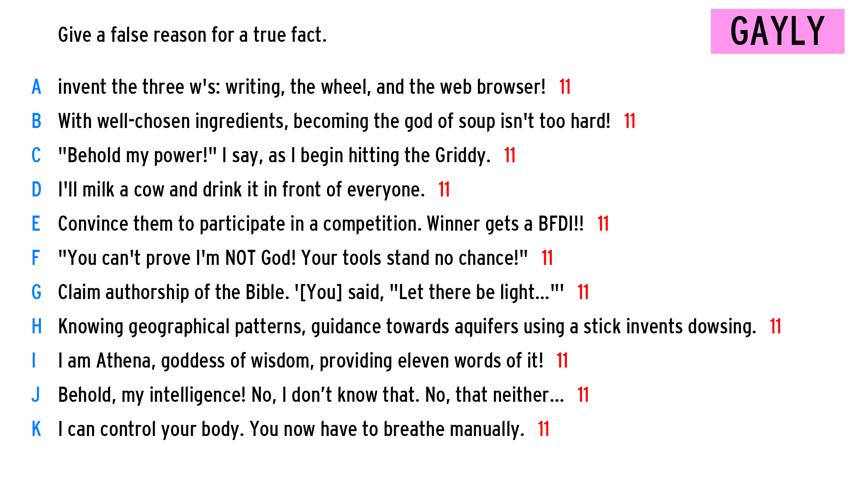 Give a false reason for a true fact.
GAYLY
A invent the three w's: writing, the wheel, and the web browser! 11
B With well-chosen ingredients, becoming the god of soup isn't too hard! 11
C "Behold my power!" I say, as I begin hitting the Griddy. 11
D I'll milk a cow and drink it in front of everyone. 11
E Convince them to participate in a competition. Winner gets a BFDI!! 11
F "You can't prove I'm NOT God! Your tools stand no chance!" 11
G Claim authorship of the Bible. '[You] said, "Let there be light..."' 11
H Knowing geographical patterns, guidance towards aquifers using a stick invents dowsing. 11
I I am Athena, goddess of wisdom, providing eleven words of it! 11
J Behold, my intelligence! No, I don’t know that. No, that neither... 11
K I can control your body. You now have to breathe manually. 11